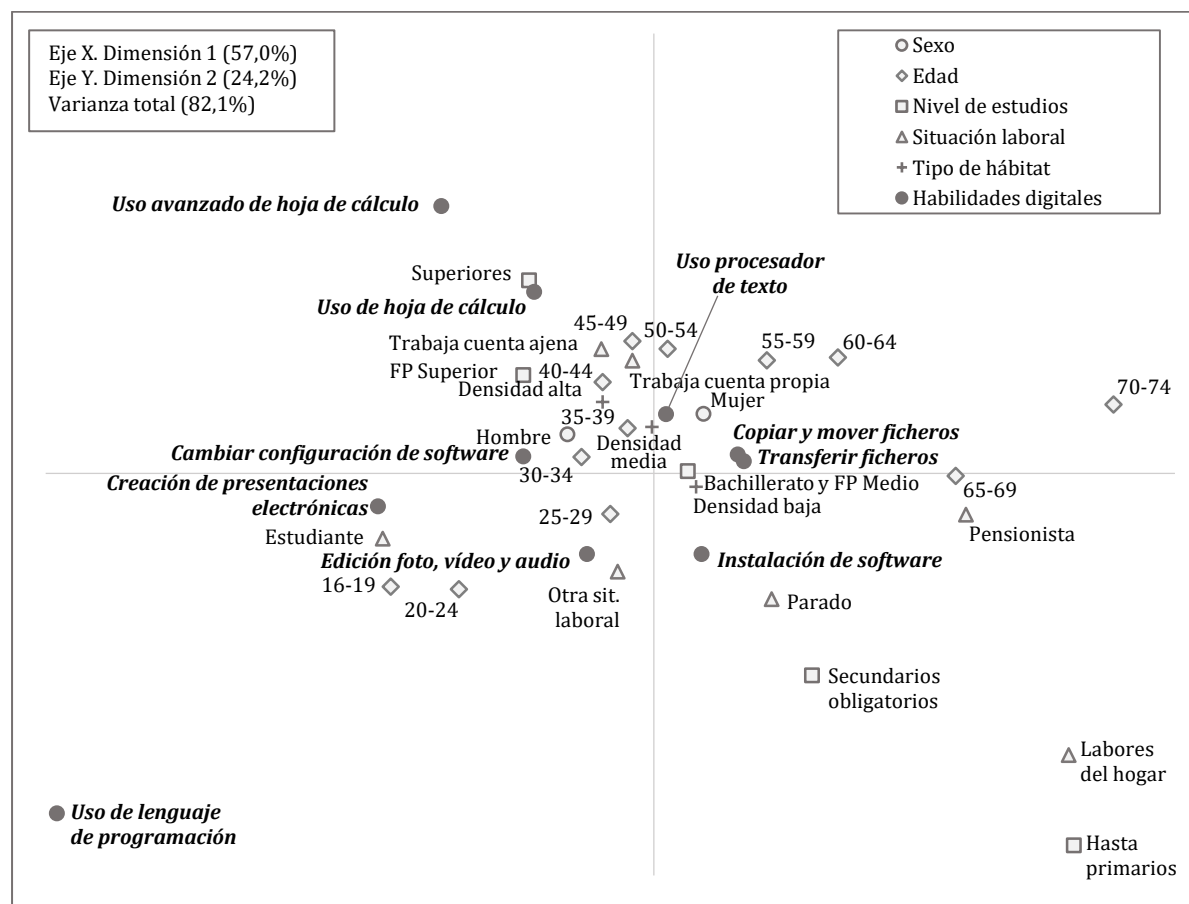 Eje X. Dimensión 1 (57,0%)
Eje Y. Dimensión 2 (24,2%)
Varianza total (82,1%)
Sexo
Edad
Nivel de estudios
Situación laboral
Tipo de hábitat
Habilidades digitales
Uso avanzado de hoja de cálculo
Superiores
Uso de hoja de cálculo
Uso procesador
de texto
45-49
50-54
55-59
60-64
Trabaja cuenta ajena
FP Superior
40-44
Densidad alta
Trabaja cuenta propia
Mujer
70-74
35-39
Hombre
Densidad
media
Copiar y mover ficheros
Transferir ficheros
Cambiar configuración de software
30-34
Creación de presentaciones
electrónicas
Bachillerato y FP Medio
Densidad baja
65-69
25-29
Pensionista
Estudiante
Edición foto, vídeo y audio
Instalación de software
16-19
20-24
Otra sit.
laboral
Parado
Secundarios
obligatorios
Labores
del hogar
Uso de lenguaje
de programación
Hasta
primarios